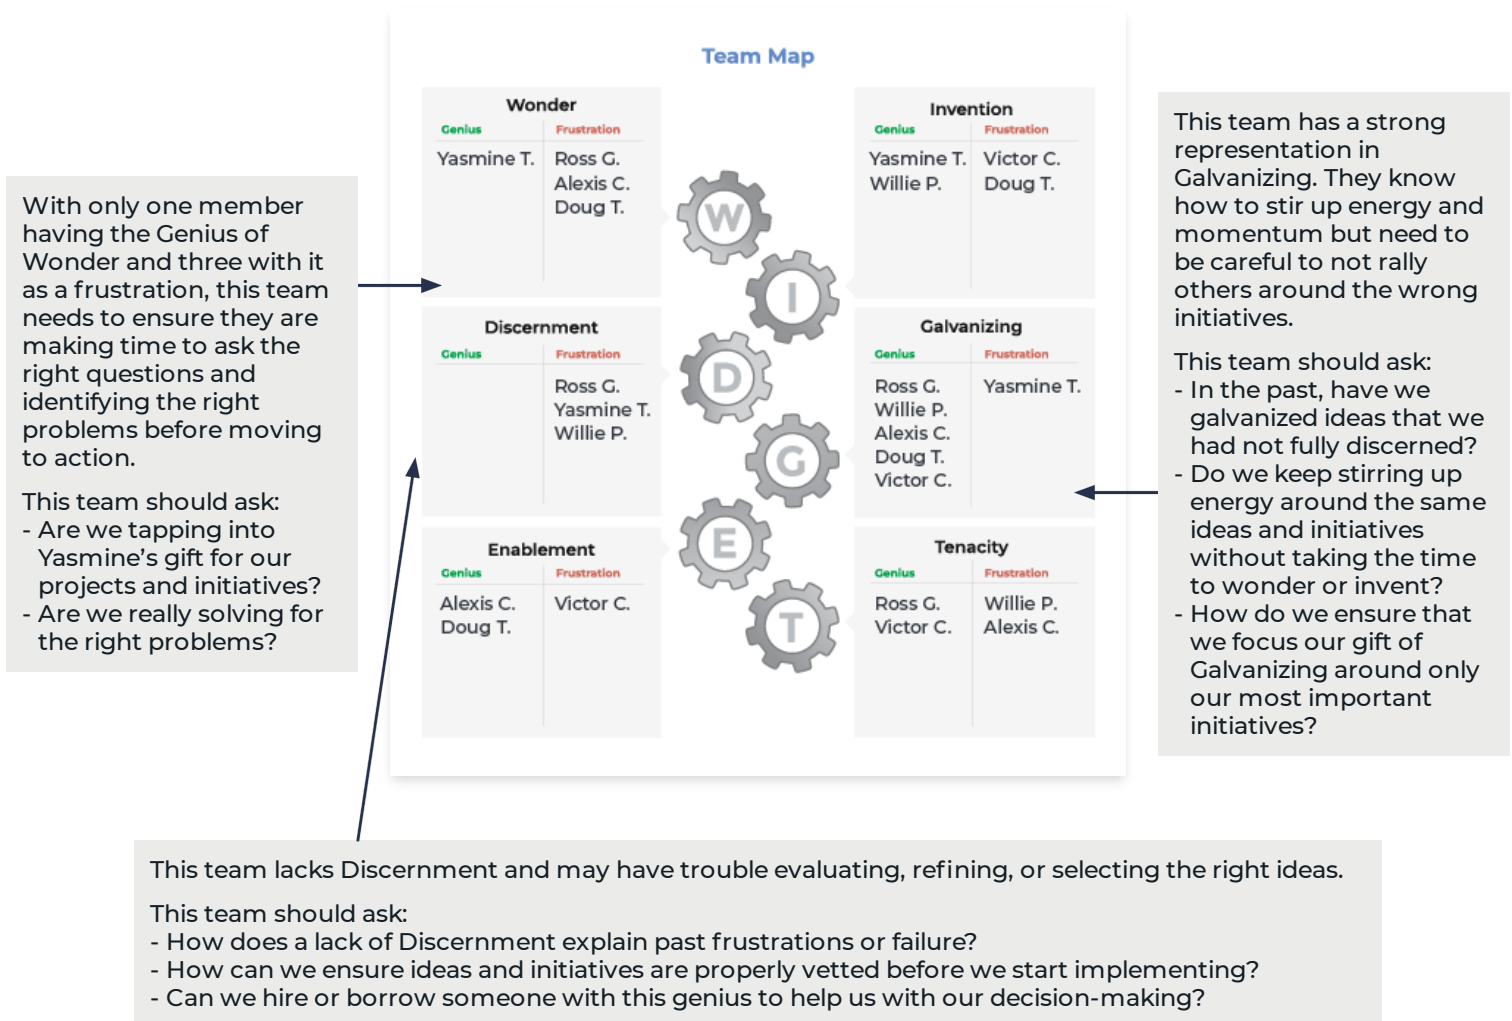 Team Map
Wonder
Genius Frustration
Yasmine T. Ross G.
Alexis C.
Doug T.
Invention
Genius Frustration
Yasmine T. Victor C.
Willie P. Doug T.
Discernment
Genius Frustration
Ross G.
Yasmine T.
Willie P.
Galvanizing
Genius Frustration
Ross G. Yasmine T.
Willie P.
Alexis C.
Doug T.
Victor C.
Enablement
Genius Frustration
Alexis C. Victor C.
Doug T.
Tenacity
Genius Frustration
Ross G. Willie P.
Victor C. Alexis C.
W
I
D
G
E
T
With only one member
having the Genius of
Wonder and three with it
as a frustration, this team
needs to ensure they are
making time to ask the
right questions and
identifying the right
problems before moving
to action.
This team should ask:
- Are we tapping into
Yasmine’s gift for our
projects and initiatives?
- Are we really solving for
the right problems?
This team has a strong
representation in
Galvanizing. They know
how to stir up energy and
momentum but need to
be careful to not rally
others around the wrong
initiatives.
This team should ask:
- In the past, have we
galvanized ideas that we
had not fully discerned?
- Do we keep stirring up
energy around the same
ideas and initiatives
without taking the time
to wonder or invent?
- How do we ensure that
we focus our gift of
Galvanizing around only
our most important
initiatives?
This team lacks Discernment and may have trouble evaluating, refining, or selecting the right ideas.
This team should ask:
- How does a lack of Discernment explain past frustrations or failure?
- How can we ensure ideas and initiatives are properly vetted before we start implementing?
- Can we hire or borrow someone with this genius to help us with our decision-making?